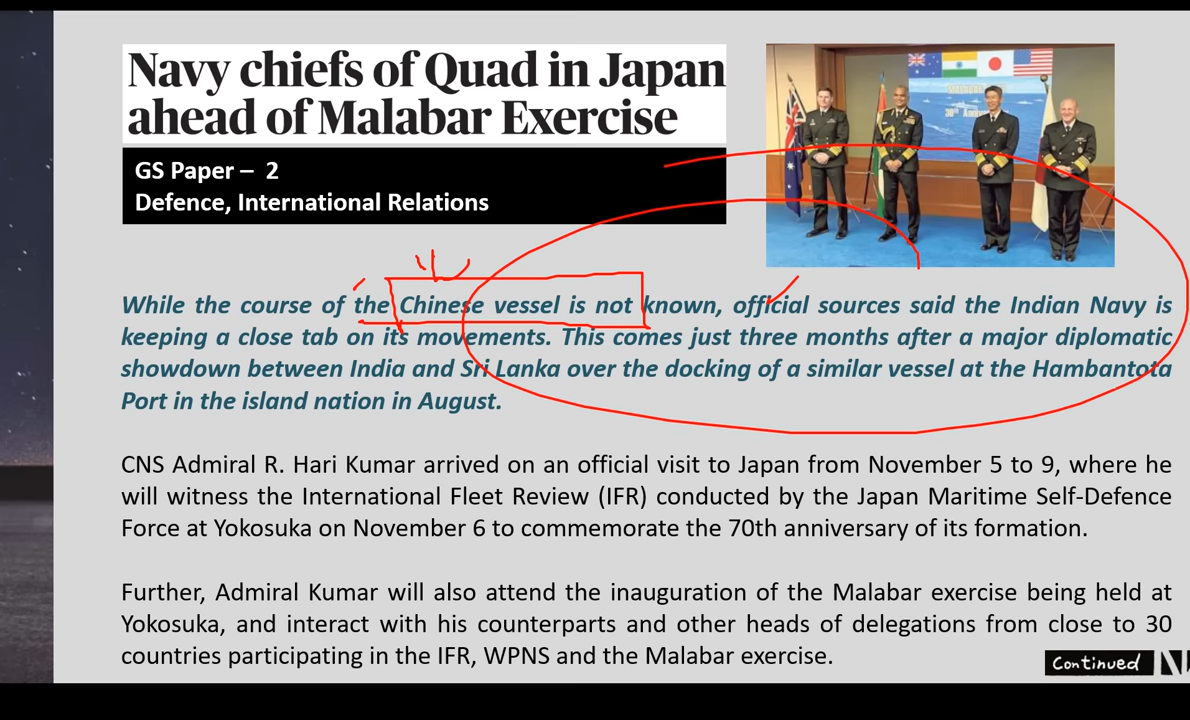 Navy chiefs of Quad in Japan
ahead of Malabar Exercise
GS Paper – 2
Defence, International Relations
While the course of the Chinese vessel is not known, official sources said the Indian Navy is
keeping a close tab on its movements. This comes just three months after a major diplomatic
showdown between India and Sri Lanka over the docking of a similar vessel at the Hambantota
Port in the island nation in August.
CNS Admiral R. Hari Kumar arrived on an official visit to Japan from November 5 to 9, where he
will witness the International Fleet Review (IFR) conducted by the Japan Maritime Self-Defence
Force at Yokosuka on November 6 to commemorate the 70th anniversary of its formation.
Further, Admiral Kumar will also attend the inauguration of the Malabar exercise being held at
Yokosuka, and interact with his counterparts and other heads of delegations from close to 30
countries participating in the IFR, WPNS and the Malabar exercise.
Continued